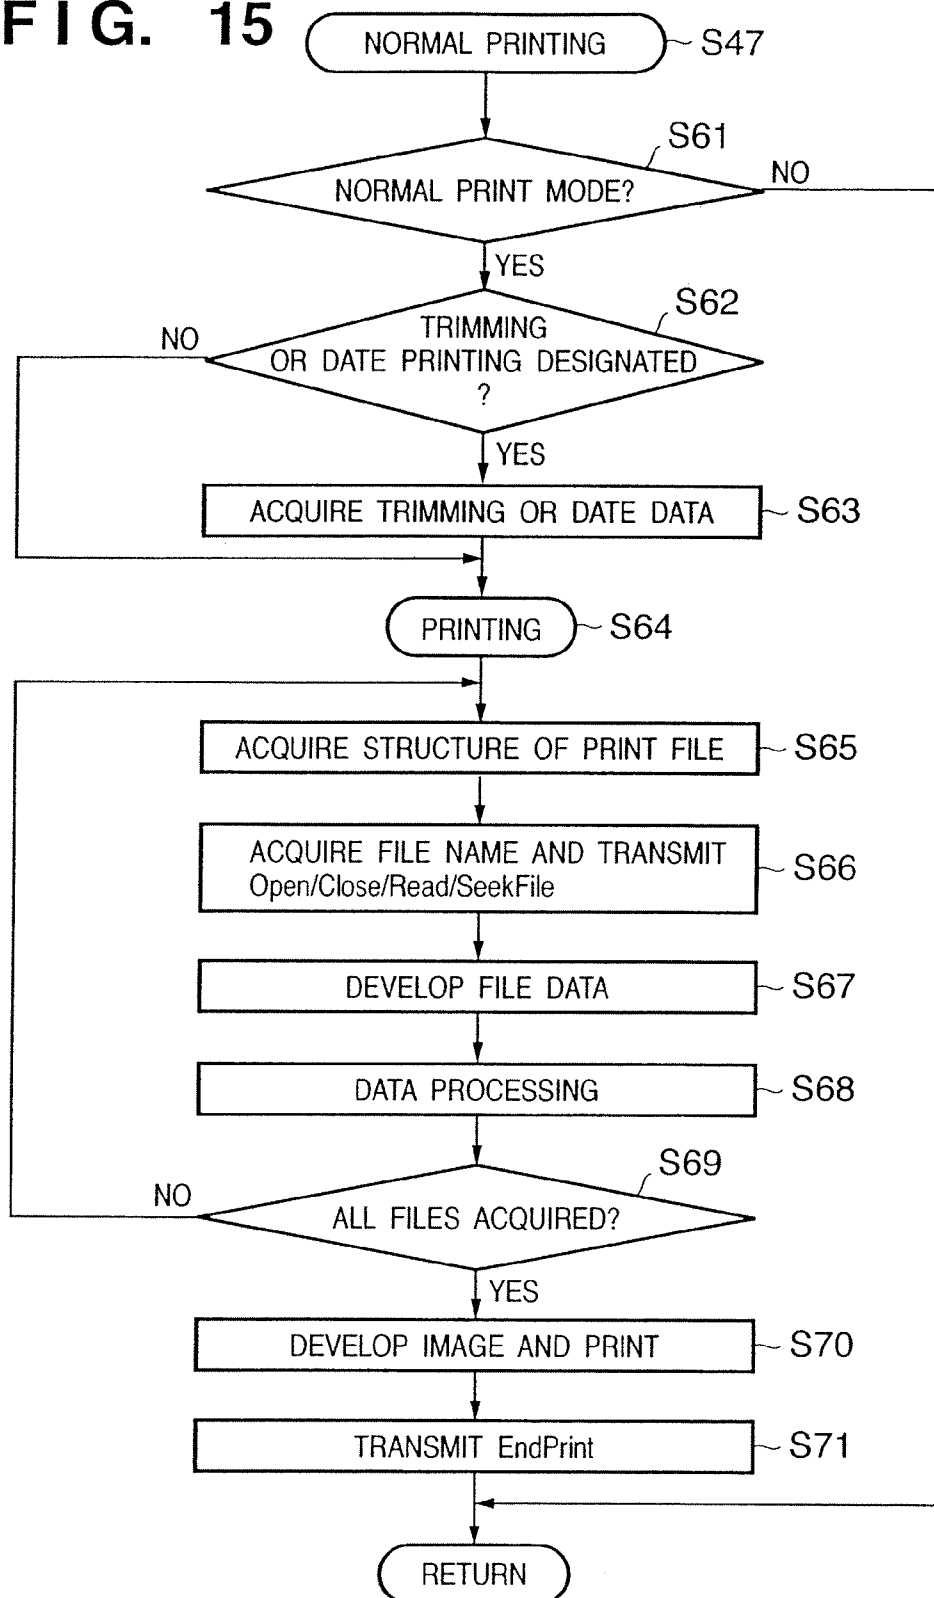 FIG. 15
NORMAL PRINTING
S47
S61
NORMAL PRINT MODE?
NO
YES
S62
TRIMMING
OR DATE PRINTING DESIGNATED
?
NO
YES
ACQUIRE TRIMMING OR DATE DATA
S63
PRINTING
S64
ACQUIRE STRUCTURE OF PRINT FILE
S65
ACQUIRE FILE NAME AND TRANSMIT
Open/Close/Read/SeekFile
S66
DEVELOP FILE DATA
S67
DATA PROCESSING
S68
S69
NO
ALL FILES ACQUIRED?
YES
DEVELOP IMAGE AND PRINT
S70
TRANSMIT EndPrint
S71
RETURN